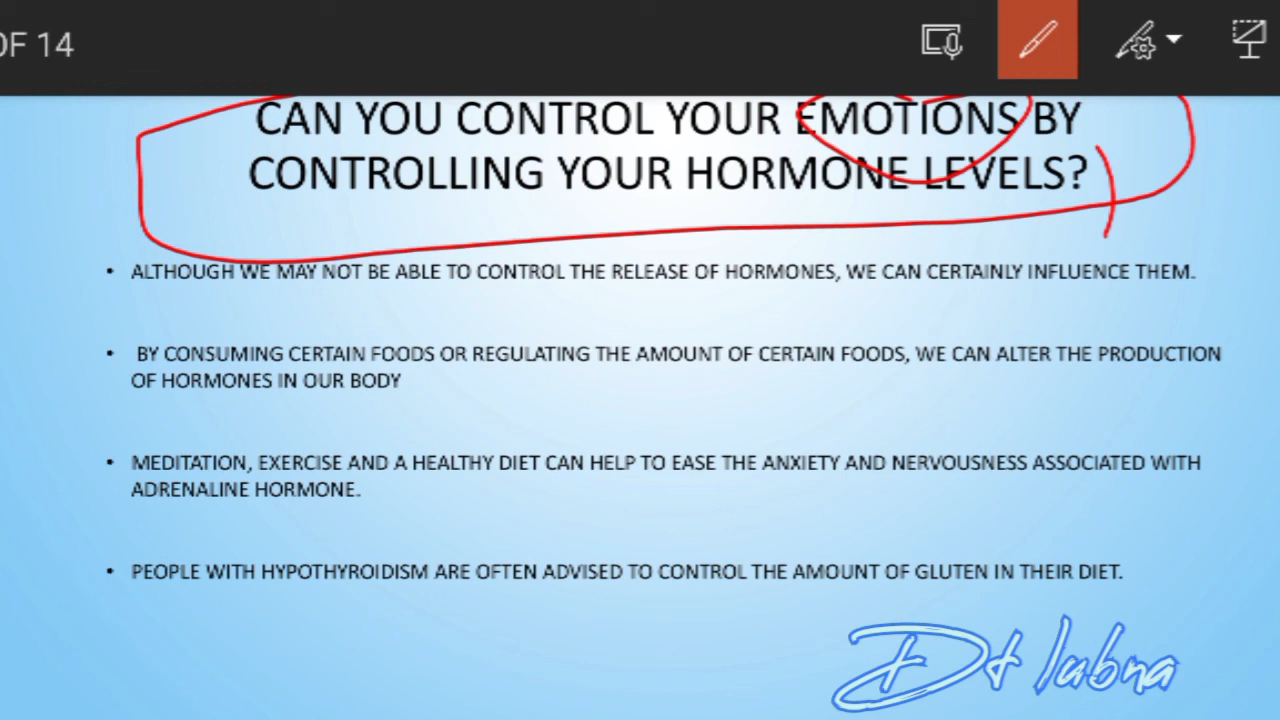 OF 14
CAN YOU CONTROL YOUR EMOTIONS BY
CONTROLLING YOUR HORMONE LEVELS?
• ALTHOUGH WE MAY NOT BE ABLE TO CONTROL THE RELEASE OF HORMONES, WE CAN CERTAINLY INFLUENCE THEM.
• BY CONSUMING CERTAIN FOODS OR REGULATING THE AMOUNT OF CERTAIN FOODS, WE CAN ALTER THE PRODUCTION
OF HORMONES IN OUR BODY
• MEDITATION, EXERCISE AND A HEALTHY DIET CAN HELP TO EASE THE ANXIETY AND NERVOUSNESS ASSOCIATED WITH
ADRENALINE HORMONE.
• PEOPLE WITH HYPOTHYROIDISM ARE OFTEN ADVISED TO CONTROL THE AMOUNT OF GLUTEN IN THEIR DIET.
Dt lubna